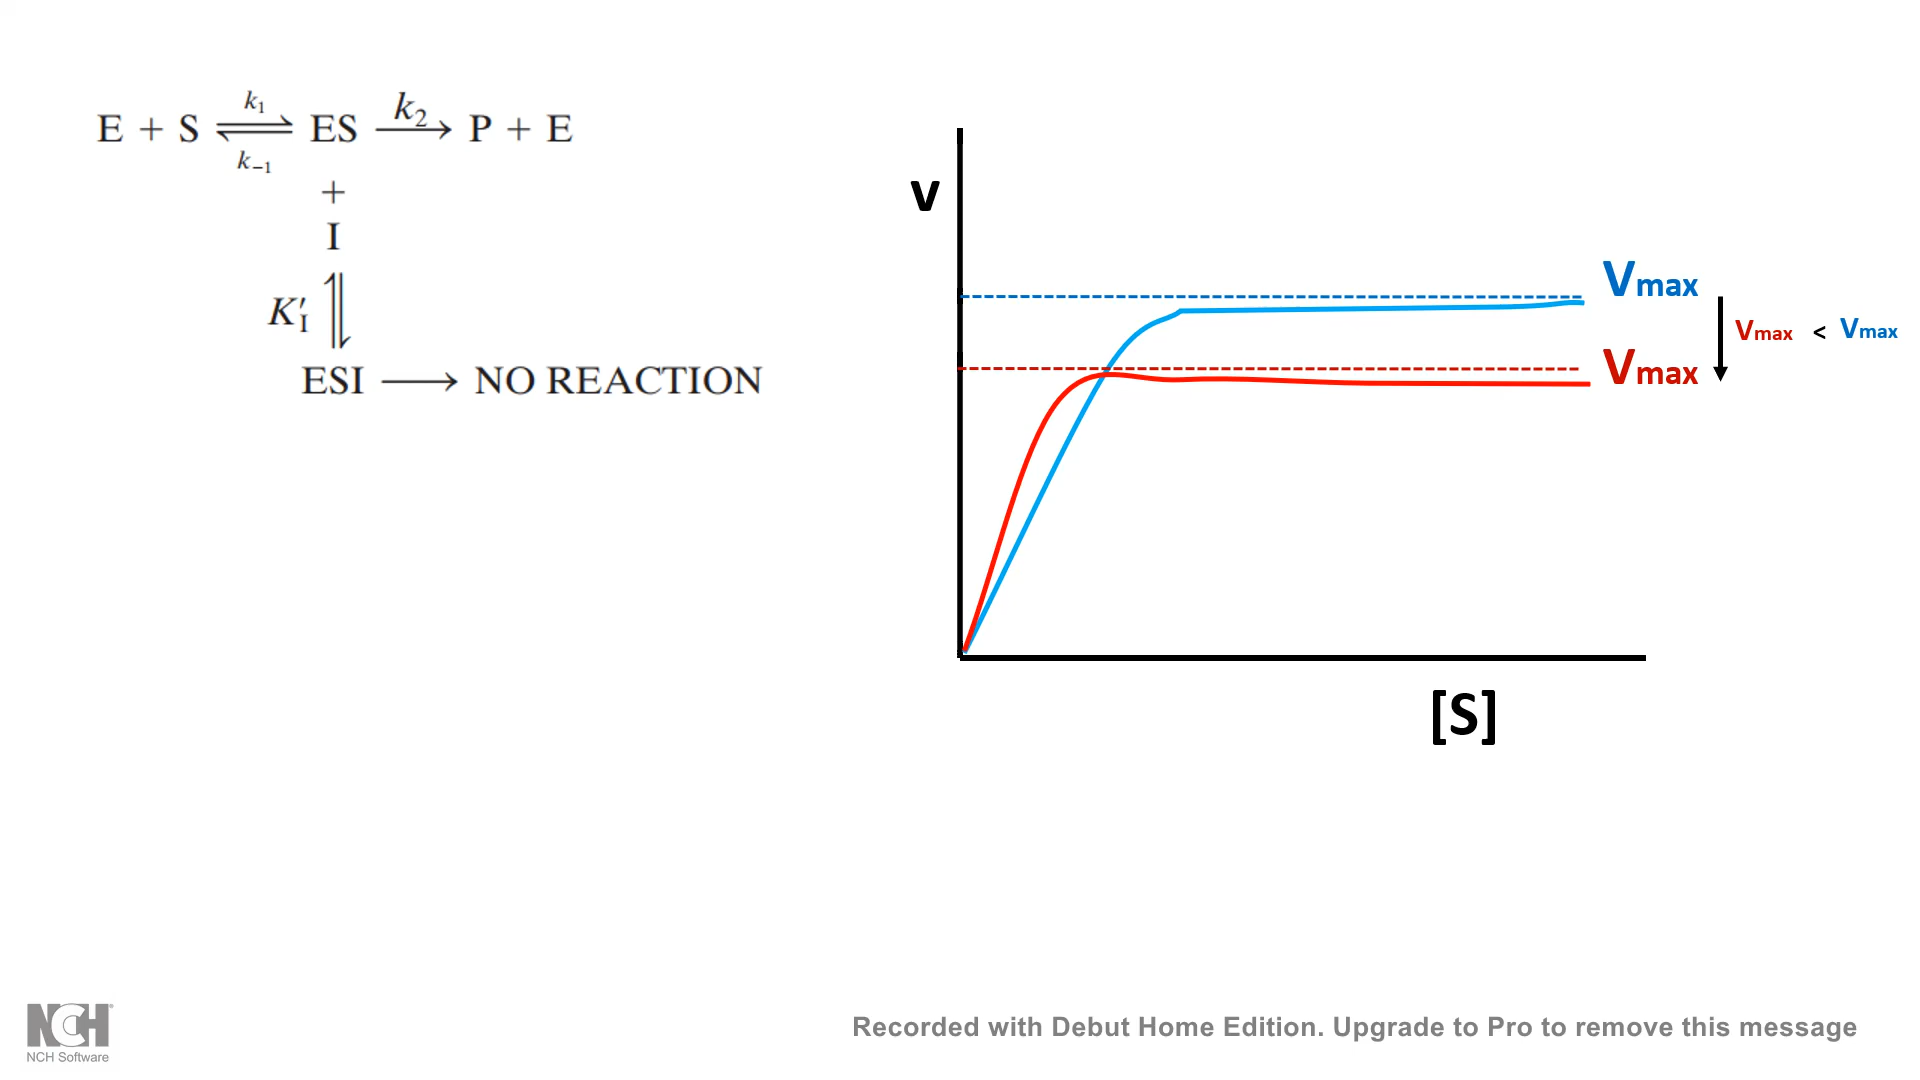 k₁
E + S ⇌ ES ⟶ P + E
k₂
k₋₁
+
I
K′I
ESI ⟶ NO REACTION
v
Vmax
Vmax < Vmax
Vmax
[S]
NCH
NCH Software
Recorded with Debut Home Edition. Upgrade to Pro to remove this message